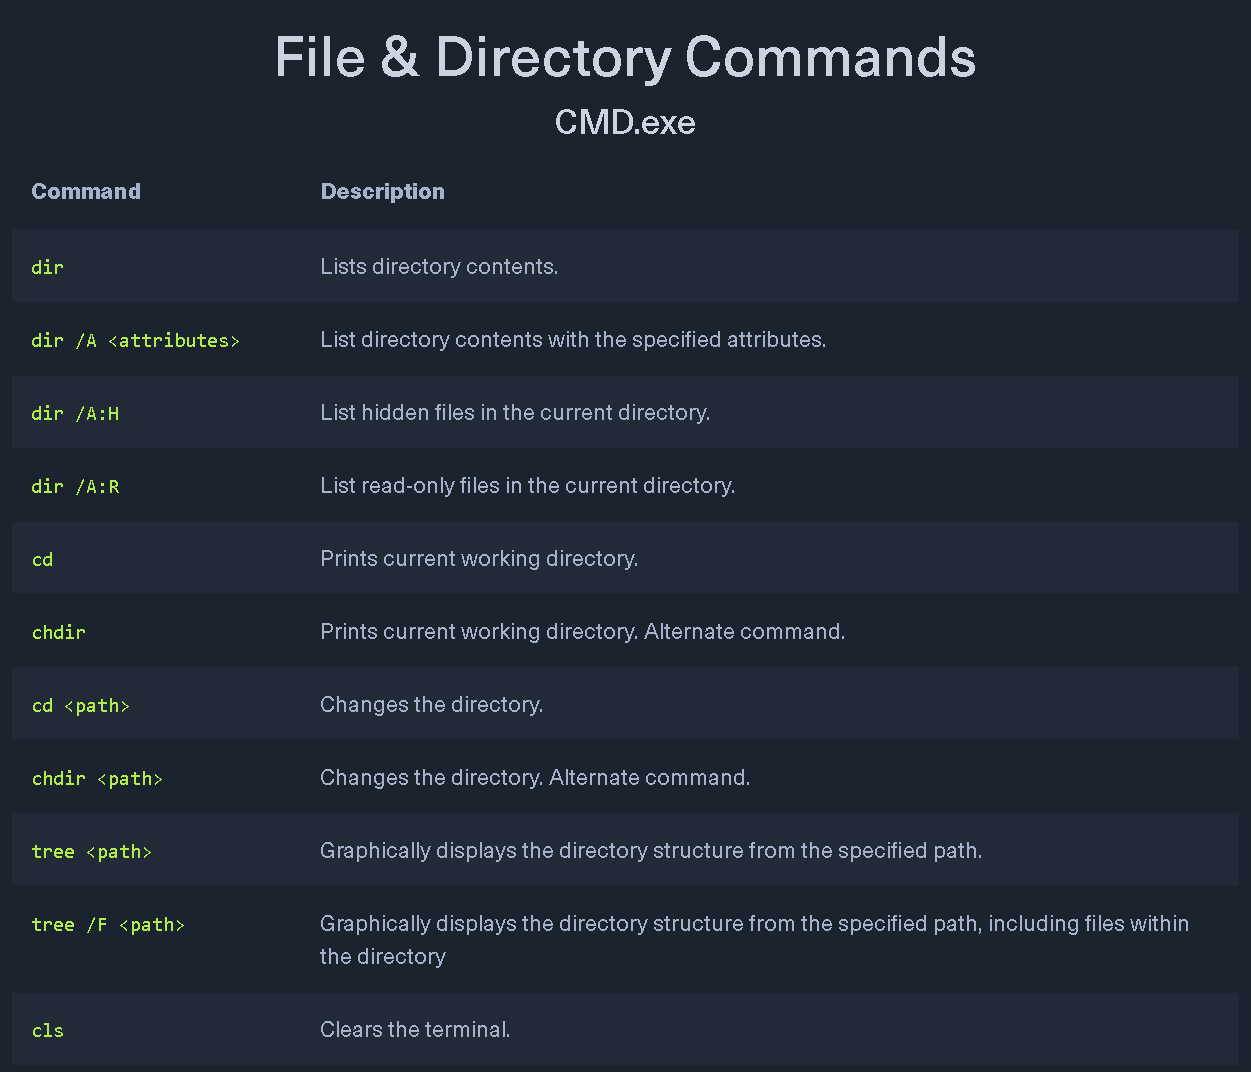 File & Directory Commands
CMD.exe
Command Description
dir Lists directory contents.
dir /A <attributes> List directory contents with the specified attributes.
dir /A:H List hidden files in the current directory.
dir /A:R List read-only files in the current directory.
cd Prints current working directory.
chdir Prints current working directory. Alternate command.
cd <path> Changes the directory.
chdir <path> Changes the directory. Alternate command.
tree <path> Graphically displays the directory structure from the specified path.
tree /F <path> Graphically displays the directory structure from the specified path, including files within
the directory
cls Clears the terminal.